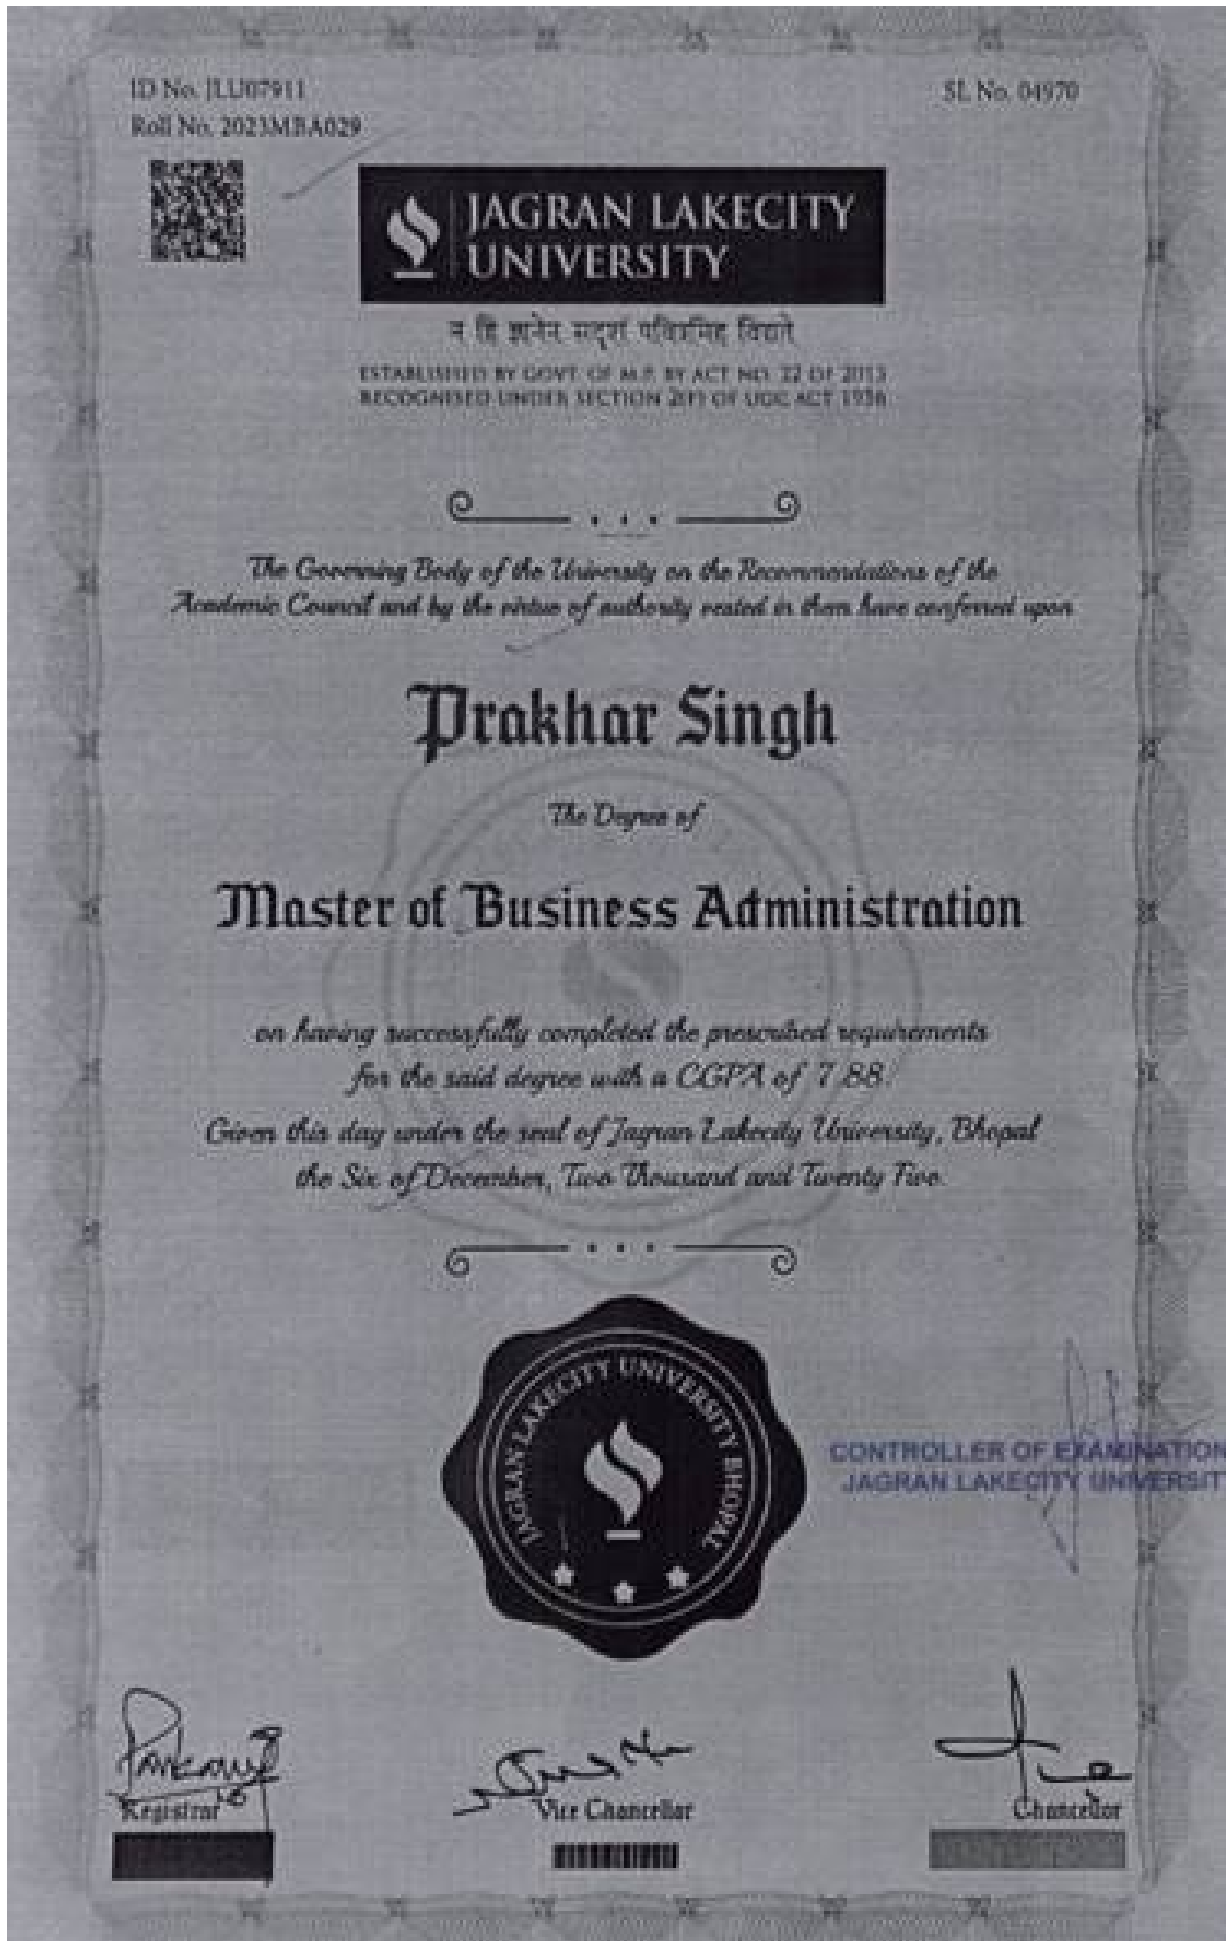 ID No. JLU07911
SL No. 04970
Roll No. 2023MBA029
JAGRAN LAKECITY
UNIVERSITY
न हि ज्ञानेन सदृशं पवित्रमिह विद्यते
ESTABLISHED BY GOVT. OF M.P. BY ACT NO. 22 OF 2013
RECOGNISED UNDER SECTION 2(F) OF UGC ACT 1956
The Governing Body of the University on the Recommendations of the
Academic Council and by the virtue of authority vested in them have conferred upon
Prakhar Singh
The Degree of
Master of Business Administration
on having successfully completed the prescribed requirements
for the said degree with a CGPA of 7.88.
Given this day under the seal of Jagran Lakecity University, Bhopal
the Six of December, Two Thousand and Twenty Five.
JAGRAN LAKECITY UNIVERSITY BHOPAL
CONTROLLER OF EXAMINATION
JAGRAN LAKECITY UNIVERSIT
Registrar
Vice Chancellor
Chancellor